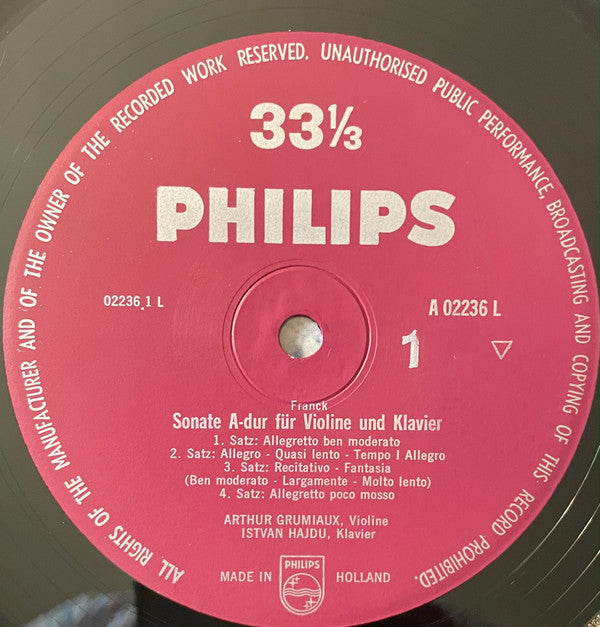 ALL RIGHTS OF THE MANUFACTURER AND OF THE OWNER OF THE RECORDED WORK RESERVED. UNAUTHORISED PUBLIC PERFORMANCE, BROADCASTING AND COPYING OF THIS RECORD PROHIBITED.
33⅓
PHILIPS
02236.1 L
A 02236 L
1
Franck
Sonate A-dur für Violine und Klavier
1. Satz: Allegretto ben moderato
2. Satz: Allegro - Quasi lento - Tempo I Allegro
3. Satz: Recitativo - Fantasia
(Ben moderato - Largamente - Molto lento)
4. Satz: Allegretto poco mosso
ARTHUR GRUMIAUX, Violine
ISTVAN HAJDU, Klavier
MADE IN HOLLAND
PHILIPS